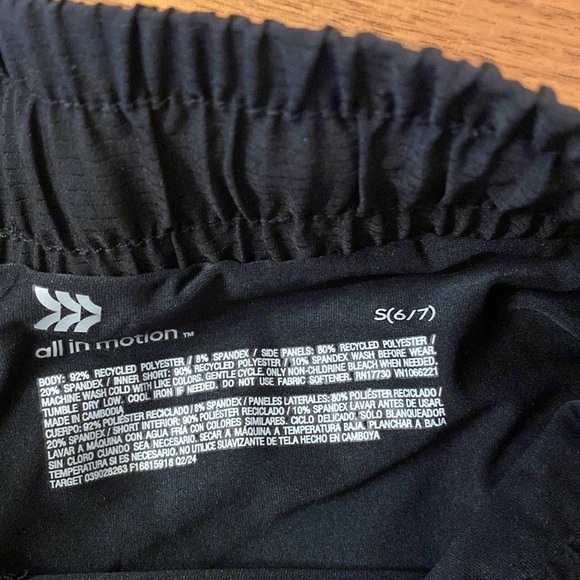 S(6/7)
all in motion ™
BODY: 92% RECYCLED POLYESTER / 8% SPANDEX / SIDE PANELS: 80% RECYCLED POLYESTER /
20% SPANDEX / INNER SHORT: 90% RECYCLED POLYESTER / 10% SPANDEX WASH BEFORE WEAR.
MACHINE WASH COLD WITH LIKE COLORS. GENTLE CYCLE. ONLY NON-CHLORINE BLEACH WHEN NEEDED.
TUMBLE DRY LOW. COOL IRON IF NEEDED. DO NOT USE FABRIC SOFTENER. RN17730 VN1066221
MADE IN CAMBODIA
CUERPO: 92% POLIÉSTER RECICLADO / 8% SPANDEX / PANELES LATERALES: 80% POLIÉSTER RECICLADO /
20% SPANDEX / SHORT INTERIOR: 90% POLIÉSTER RECICLADO / 10% SPANDEX LAVAR ANTES DE USAR.
LAVAR A MÁQUINA CON AGUA FRÍA CON COLORES SIMILARES. CICLO DELICADO. SÓLO BLANQUEADOR
SIN CLORO CUANDO SEA NECESARIO. SECAR A MÁQUINA A TEMPERATURA BAJA. PLANCHAR A BAJA
TEMPERATURA SI ES NECESARIO. NO UTILICE SUAVIZANTE DE TELA HECHO EN CAMBOYA
TARGET 039026263 F16815918 Q2/24